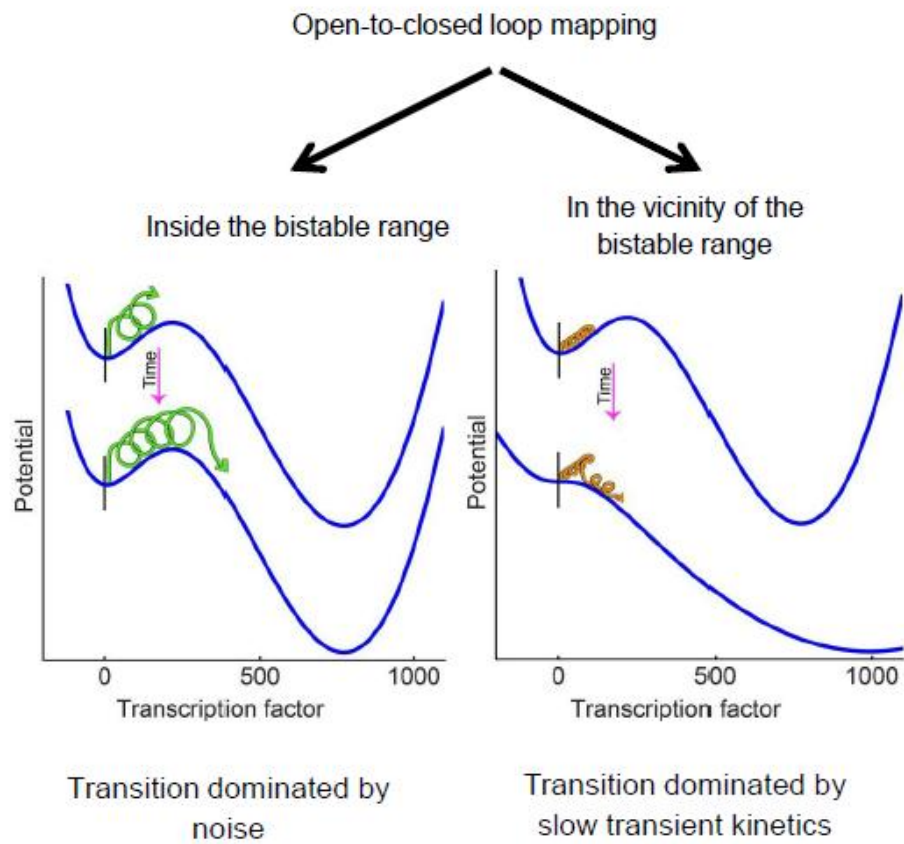 Open-to-closed loop mapping
Inside the bistable range
In the vicinity of the
bistable range
Potential
Time
0
500
1000
Transcription factor
Potential
Time
0
500
1000
Transcription factor
Transition dominated by
noise
Transition dominated by
slow transient kinetics